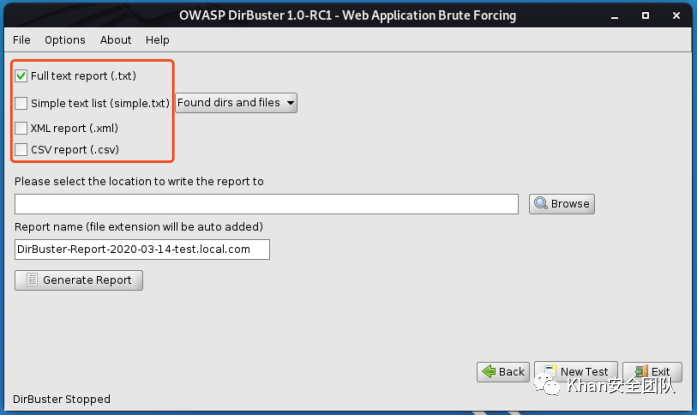 OWASP DirBuster 1.0-RC1 - Web Application Brute Forcing
File Options About Help
Full text report (.txt)
Simple text list (simple.txt) Found dirs and files
XML report (.xml)
CSV report (.csv)
Please select the location to write the report to
Browse
Report name (file extension will be auto added)
DirBuster-Report-2020-03-14-test.local.com
Generate Report
Back New Test Exit
Khan安全团队
DirBuster Stopped